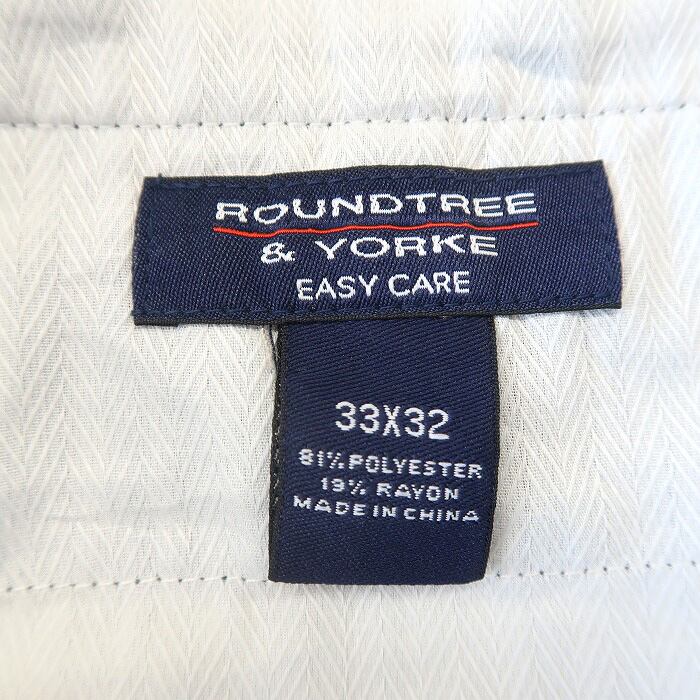 ROUNDTREE
& YORKE
EASY CARE
33X32
81% POLYESTER
19% RAYON
MADE IN CHINA